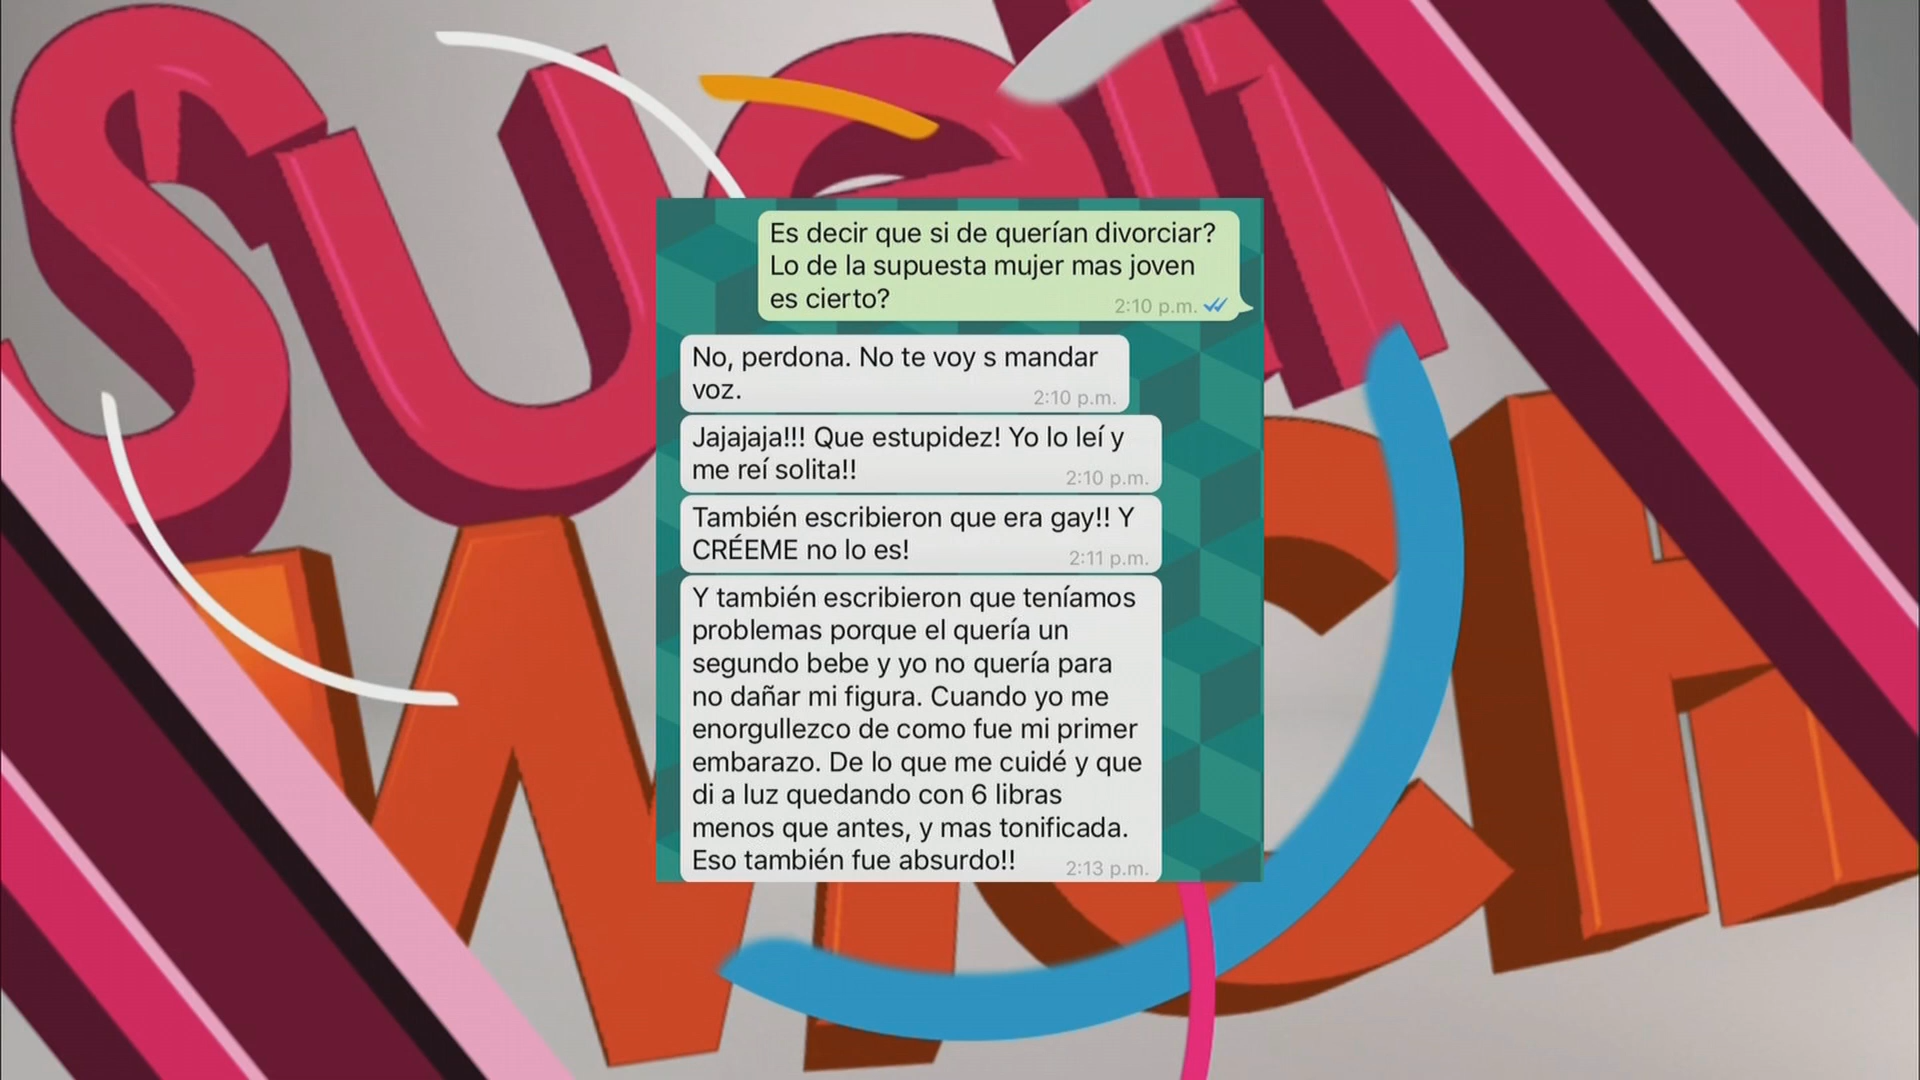 Suelta
LA WICHA
Es decir que si de querían divorciar?
Lo de la supuesta mujer mas joven
es cierto?
2:10 p.m.
No, perdona. No te voy s mandar
voz.
2:10 p.m.
Jajajaja!!! Que estupidez! Yo lo leí y
me reí solita!!
2:10 p.m.
También escribieron que era gay!! Y
CRÉEME no lo es!
2:11 p.m.
Y también escribieron que teníamos
problemas porque el quería un
segundo bebe y yo no quería para
no dañar mi figura. Cuando yo me
enorgullezco de como fue mi primer
embarazo. De lo que me cuidé y que
di a luz quedando con 6 libras
menos que antes, y mas tonificada.
Eso también fue absurdo!!
2:13 p.m.